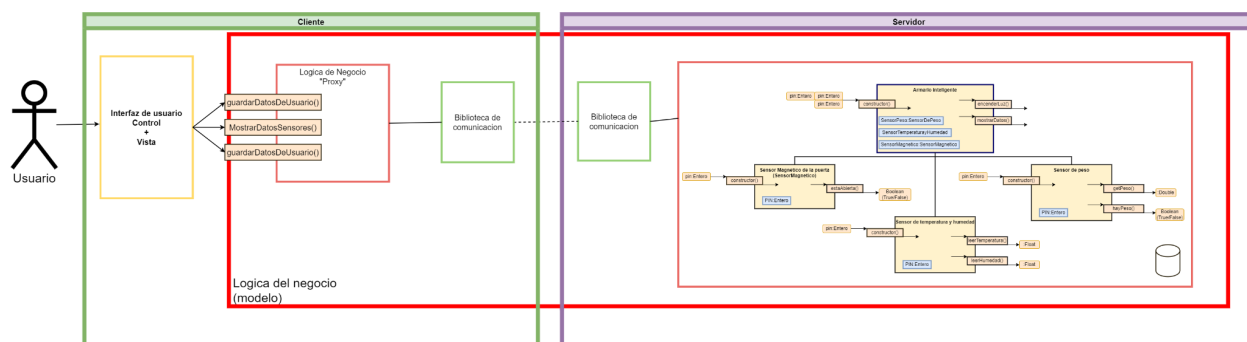 Cliente
Servidor
Usuario
Interfaz de usuario
Control
+
Vista
Logica de Negocio
"Proxy"
guardarDatosDeUsuario()
MostrarDatosSensores()
guardarDatosDeUsuario()
Biblioteca de
comunicacion
Biblioteca de
comunicacion
Logica del negocio
(modelo)
Armario Inteligente
pin:Entero
pin:Entero
pin:Entero
constructor()
encenderLuz()
mostrarDatos()
SensorPeso:SensorDePeso
SensorTemperaturayHumedad
SensorMagnetico:SensorMagnetico
Sensor Magnetico de la puerta
(SensorMagnetico)
pin:Entero
constructor()
estaAbierta()
Boolean
(True/False)
PIN:Entero
Sensor de peso
pin:Entero
constructor()
getPeso()
Double
hayPeso()
Boolean
(True/False)
PIN:Entero
Sensor de temperatura y humedad
pin:Entero
constructor()
leerTemperatura()
Float
leerHumedad()
Float
PIN:Entero